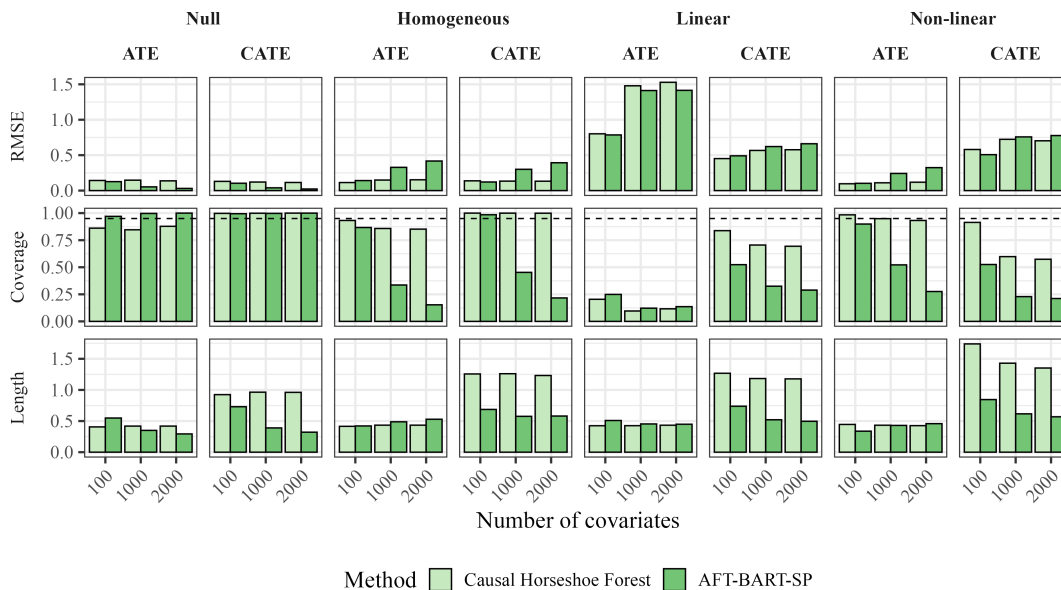 Null Homogeneous Linear Non-linear
ATE CATE ATE CATE ATE CATE ATE CATE
RMSE
1.5
1.0
0.5
0.0
Coverage
1.00
0.75
0.50
0.25
0.00
Length
1.5
1.0
0.5
0.0
100 1000 2000 100 1000 2000 100 1000 2000 100 1000 2000 100 1000 2000 100 1000 2000 100 1000 2000 100 1000 2000
Number of covariates
Method Causal Horseshoe Forest AFT-BART-SP